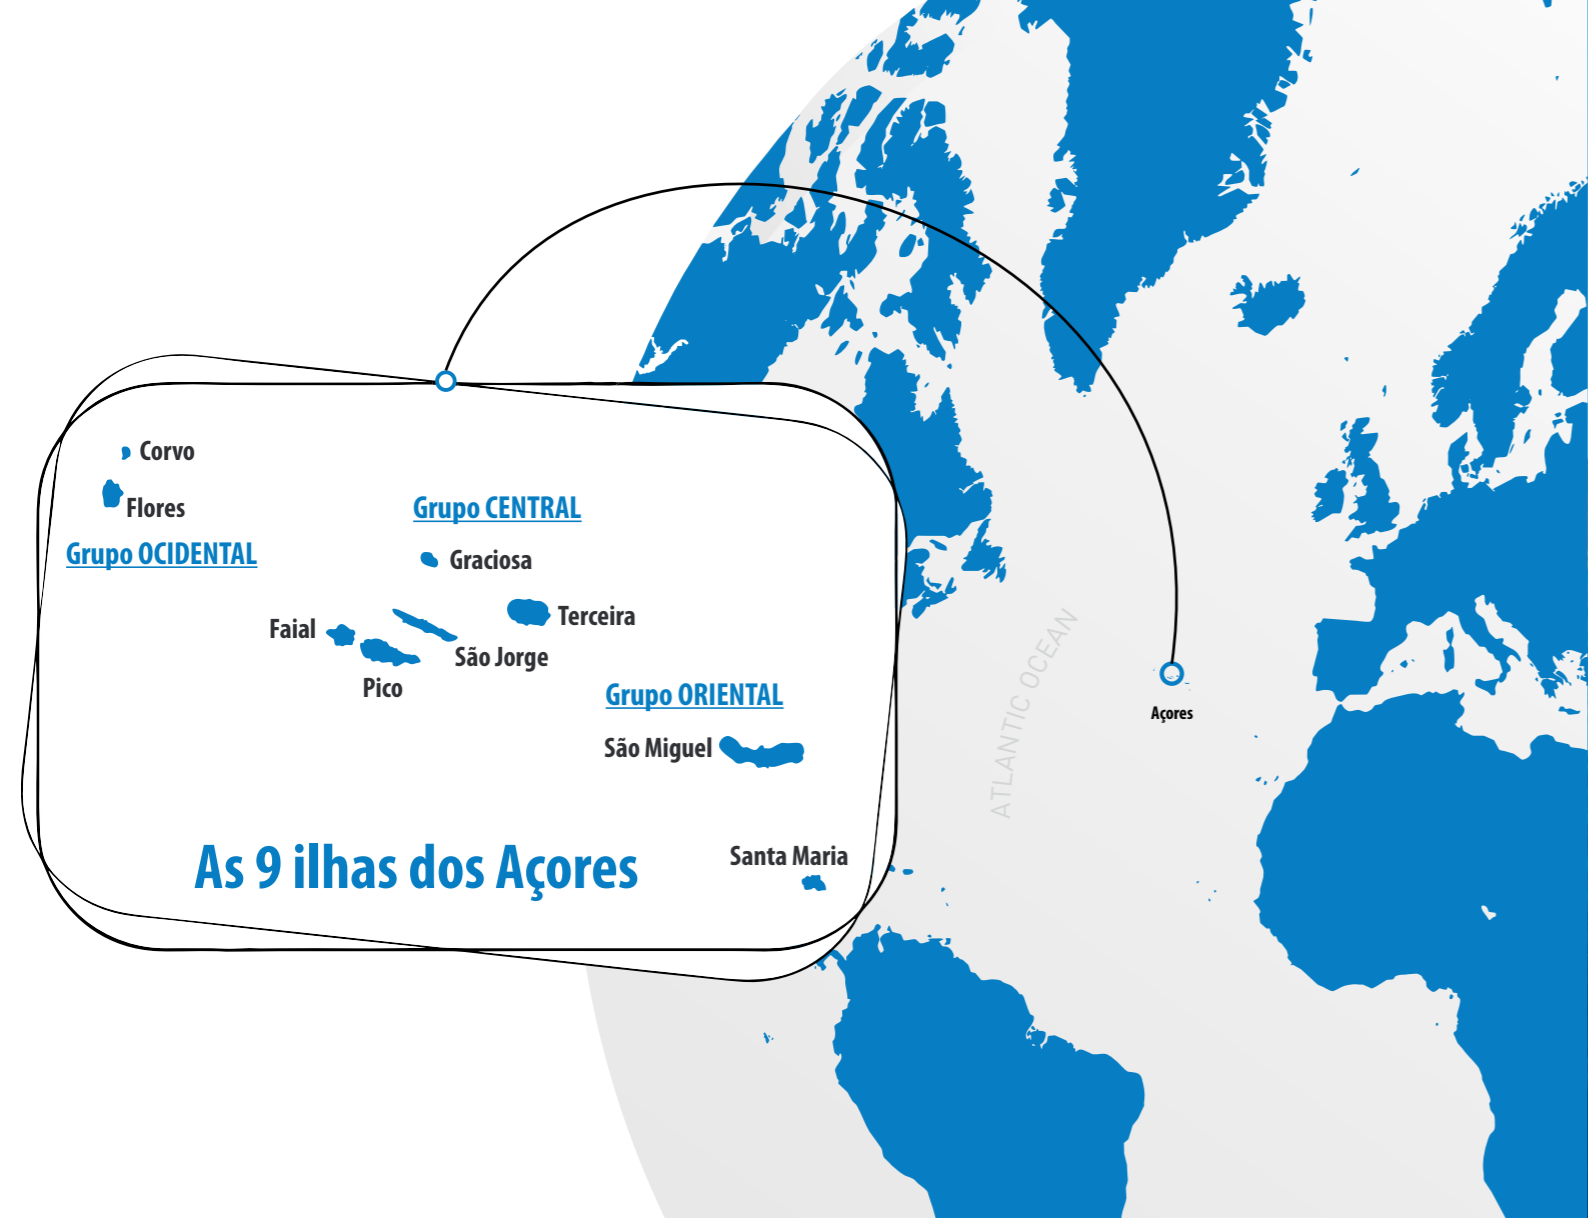 Corvo
Flores
Grupo OCIDENTAL
Grupo CENTRAL
Graciosa
Terceira
Faial
São Jorge
Pico
Grupo ORIENTAL
São Miguel
Santa Maria
As 9 ilhas dos Açores
ATLANTIC OCEAN
Açores